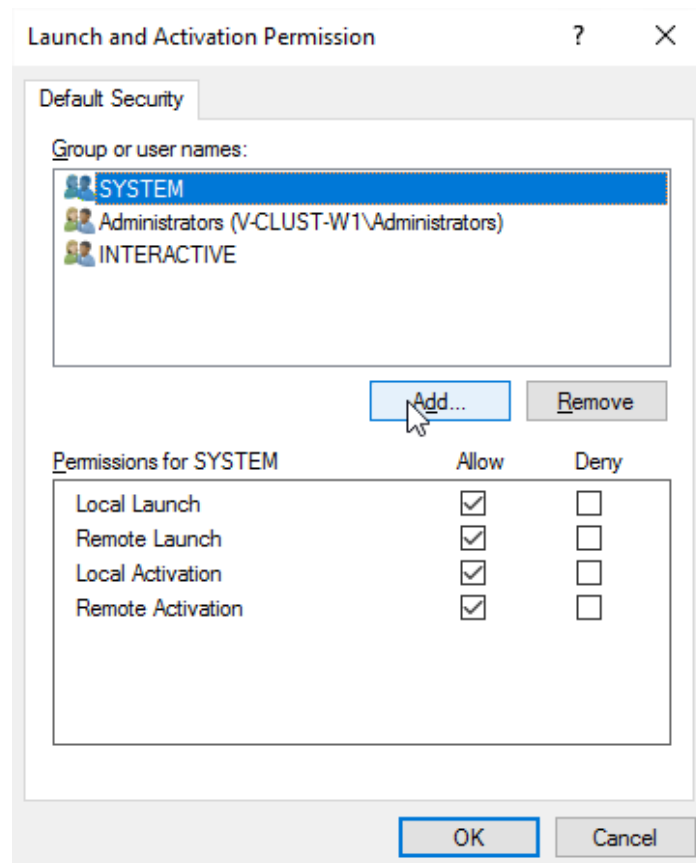 Launch and Activation Permission ?
Default Security
Group or user names:
SYSTEM
Administrators (V-CLUST-W1\Administrators)
INTERACTIVE
Add... Remove
Permissions for SYSTEM Allow Deny
Local Launch
Remote Launch
Local Activation
Remote Activation
OK Cancel